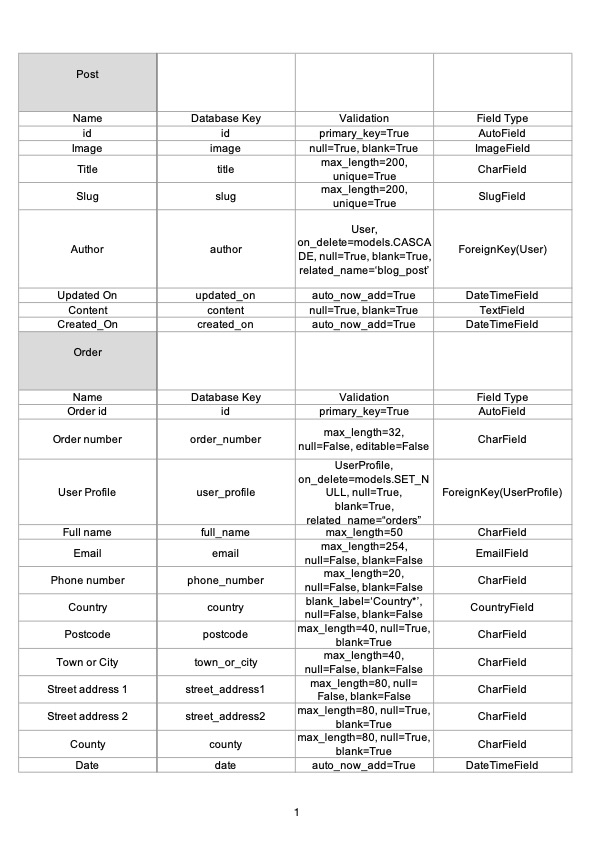 Post
Name Database Key Validation Field Type
id id primary_key=True AutoField
Image image null=True, blank=True ImageField
Title title max_length=200, unique=True CharField
Slug slug max_length=200, unique=True SlugField
Author author User, on_delete=models.CASCADE, null=True, blank=True, related_name=‘blog_post’ ForeignKey(User)
Updated On updated_on auto_now_add=True DateTimeField
Content content null=True, blank=True TextField
Created_On created_on auto_now_add=True DateTimeField
Order
Name Database Key Validation Field Type
Order id id primary_key=True AutoField
Order number order_number max_length=32, null=False, editable=False CharField
User Profile user_profile UserProfile, on_delete=models.SET_NULL, null=True, blank=True, related_name=“orders” ForeignKey(UserProfile)
Full name full_name max_length=50 CharField
Email email max_length=254, null=False, blank=False EmailField
Phone number phone_number max_length=20, null=False, blank=False CharField
Country country blank_label=‘Country*’, null=False, blank=False CountryField
Postcode postcode max_length=40, null=True, blank=True CharField
Town or City town_or_city max_length=40, null=False, blank=False CharField
Street address 1 street_address1 max_length=80, null= False, blank=False CharField
Street address 2 street_address2 max_length=80, null=True, blank=True CharField
County county max_length=80, null=True, blank=True CharField
Date date auto_now_add=True DateTimeField
1